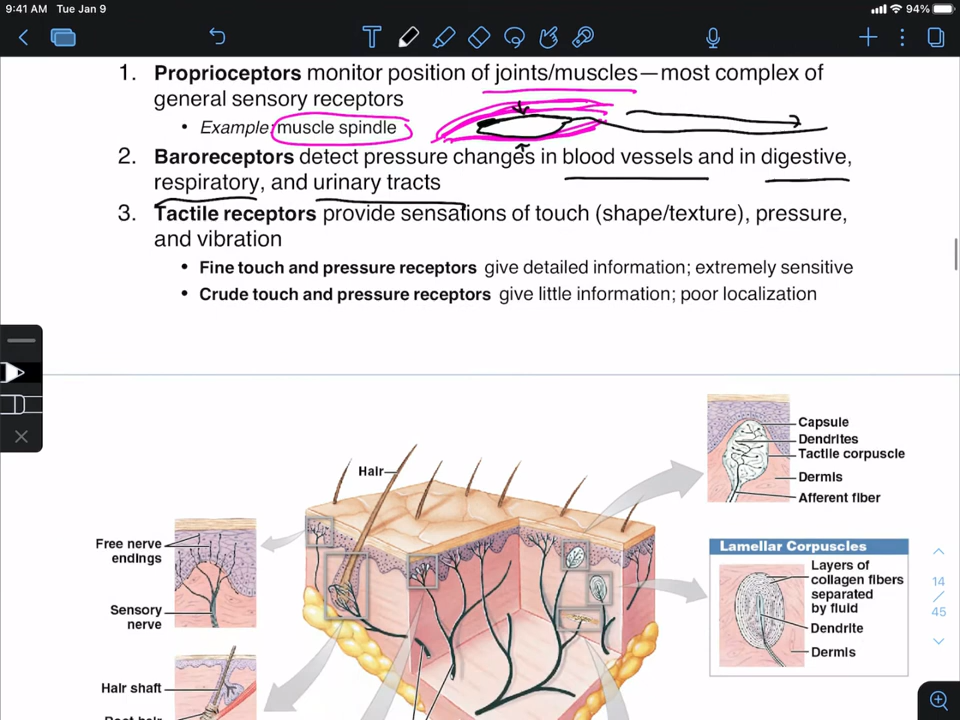 9:41 AM Tue Jan 9
94%
1. Proprioceptors monitor position of joints/muscles—most complex of
general sensory receptors
• Example: muscle spindle
2. Baroreceptors detect pressure changes in blood vessels and in digestive,
respiratory, and urinary tracts
3. Tactile receptors provide sensations of touch (shape/texture), pressure,
and vibration
• Fine touch and pressure receptors give detailed information; extremely sensitive
• Crude touch and pressure receptors give little information; poor localization
Hair
Capsule
Dendrites
Tactile corpuscle
Dermis
Afferent fiber
Free nerve
endings
Sensory
nerve
Lamellar Corpuscles
Layers of
collagen fibers
separated
by fluid
Dendrite
Dermis
14
/
45
Hair shaft
Root hair